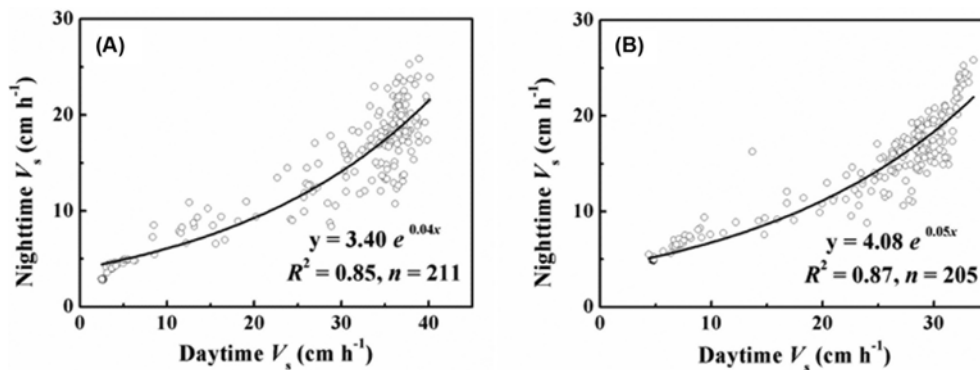 (A)
Nighttime Vs (cm h-1)
30
20
10
0
y = 3.40 e 0.04x
R2 = 0.85, n = 211
0 10 20 30 40
Daytime Vs (cm h-1)
(B)
Nighttime Vs (cm h-1)
30
20
10
0
y = 4.08 e 0.05x
R2 = 0.87, n = 205
0 10 20 30
Daytime Vs (cm h-1)